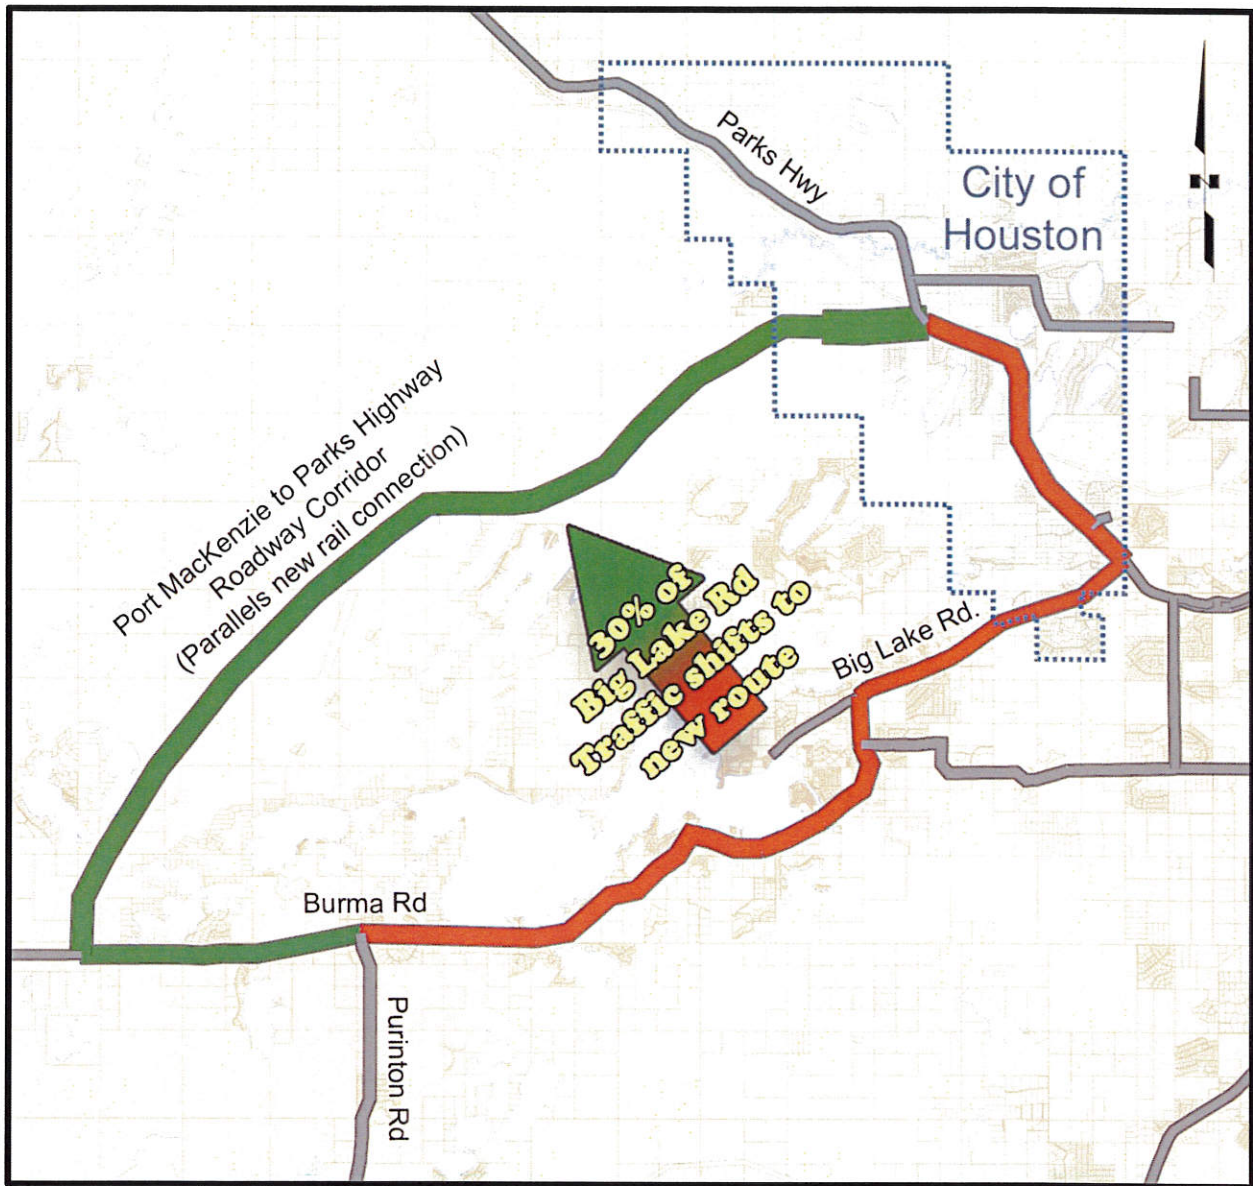 Parks Hwy
City of
Houston
N
Port MacKenzie to Parks Highway
Roadway Corridor
(Parallels new rail connection)
30% of
Big Lake Rd
Traffic shifts to
new route
Big Lake Rd.
Burma Rd
Purinton Rd